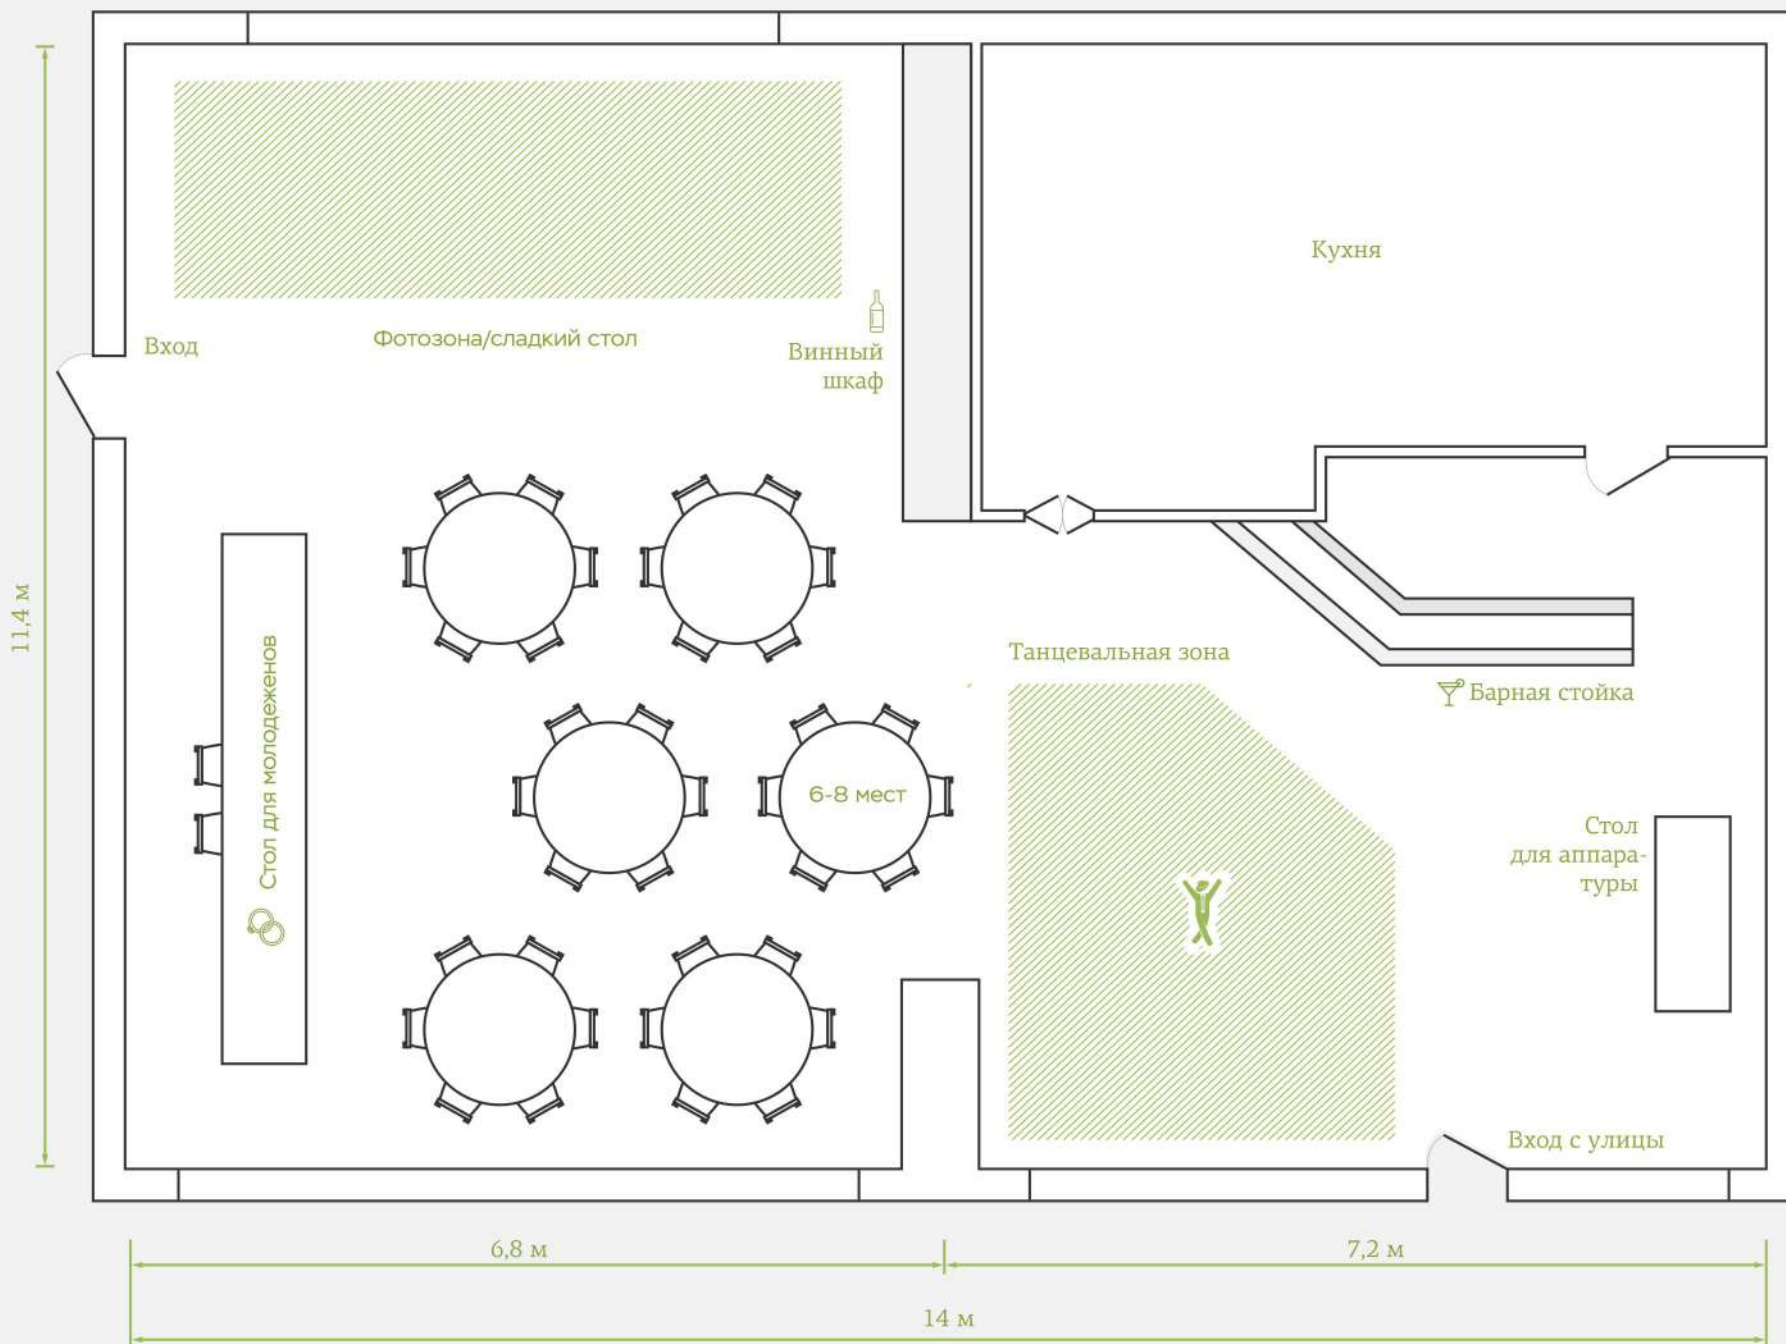 Кухня
Вход
Фотозона/сладкий стол
Винный
шкаф
11,4 м
Стол для молодеженов
Танцевальная зона
Барная стойка
6-8 мест
Стол
для аппара-
туры
Вход с улицы
6,8 м
7,2 м
14 м